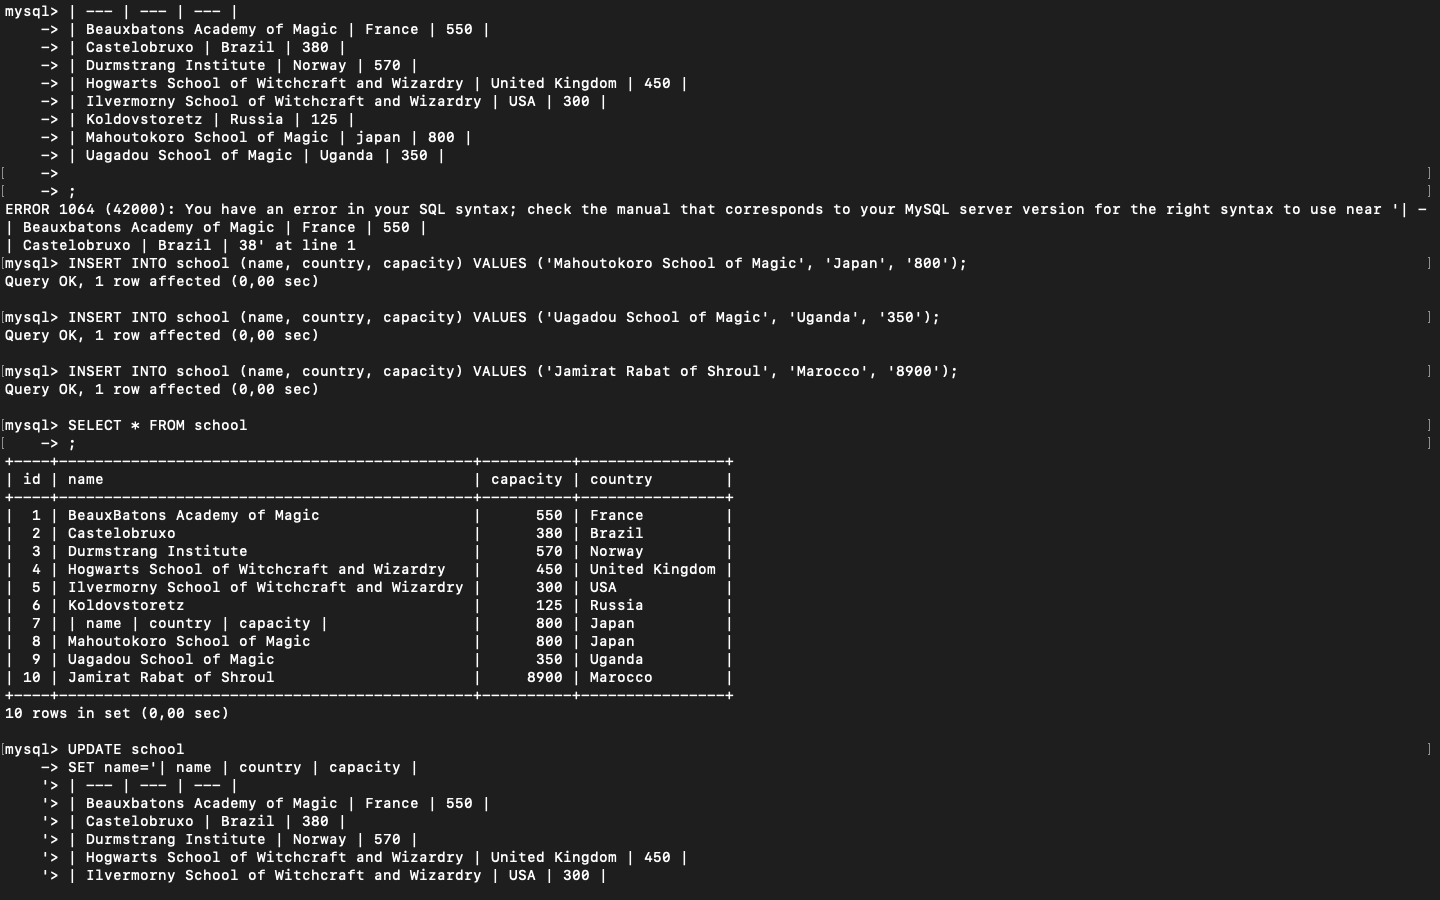 mysql> | --- | --- | --- |
    -> | Beauxbatons Academy of Magic | France | 550 |
    -> | Castelobruxo | Brazil | 380 |
    -> | Durmstrang Institute | Norway | 570 |
    -> | Hogwarts School of Witchcraft and Wizardry | United Kingdom | 450 |
    -> | Ilvermorny School of Witchcraft and Wizardry | USA | 300 |
    -> | Koldovstoretz | Russia | 125 |
    -> | Mahoutokoro School of Magic | japan | 800 |
    -> | Uagadou School of Magic | Uganda | 350 |
[    ->                                                                      ]
[    -> ;                                                                    ]
ERROR 1064 (42000): You have an error in your SQL syntax; check the manual that corresponds to your MySQL server version for the right syntax to use near '| -
| Beauxbatons Academy of Magic | France | 550 |
| Castelobruxo | Brazil | 38' at line 1
[mysql> INSERT INTO school (name, country, capacity) VALUES ('Mahoutokoro School of Magic', 'Japan', '800'); ]
Query OK, 1 row affected (0,00 sec)
[mysql> INSERT INTO school (name, country, capacity) VALUES ('Uagadou School of Magic', 'Uganda', '350'); ]
Query OK, 1 row affected (0,00 sec)
[mysql> INSERT INTO school (name, country, capacity) VALUES ('Jamirat Rabat of Shroul', 'Marocco', '8900'); ]
Query OK, 1 row affected (0,00 sec)
[mysql> SELECT * FROM school ]
[    -> ; ]
+----+----------------------------------------------+----------+----------------+
| id | name                                         | capacity | country        |
+----+----------------------------------------------+----------+----------------+
|  1 | BeauxBatons Academy of Magic                 |      550 | France         |
|  2 | Castelobruxo                                 |      380 | Brazil         |
|  3 | Durmstrang Institute                         |      570 | Norway         |
|  4 | Hogwarts School of Witchcraft and Wizardry   |      450 | United Kingdom |
|  5 | Ilvermorny School of Witchcraft and Wizardry |      300 | USA            |
|  6 | Koldovstoretz                                |      125 | Russia         |
|  7 | | name | country | capacity |                |      800 | Japan          |
|  8 | Mahoutokoro School of Magic                  |      800 | Japan          |
|  9 | Uagadou School of Magic                      |      350 | Uganda         |
| 10 | Jamirat Rabat of Shroul                      |     8900 | Marocco        |
+----+----------------------------------------------+----------+----------------+
10 rows in set (0,00 sec)
[mysql> UPDATE school ]
    -> SET name='| name | country | capacity |
    '> | --- | --- | --- |
    '> | Beauxbatons Academy of Magic | France | 550 |
    '> | Castelobruxo | Brazil | 380 |
    '> | Durmstrang Institute | Norway | 570 |
    '> | Hogwarts School of Witchcraft and Wizardry | United Kingdom | 450 |
    '> | Ilvermorny School of Witchcraft and Wizardry | USA | 300 |